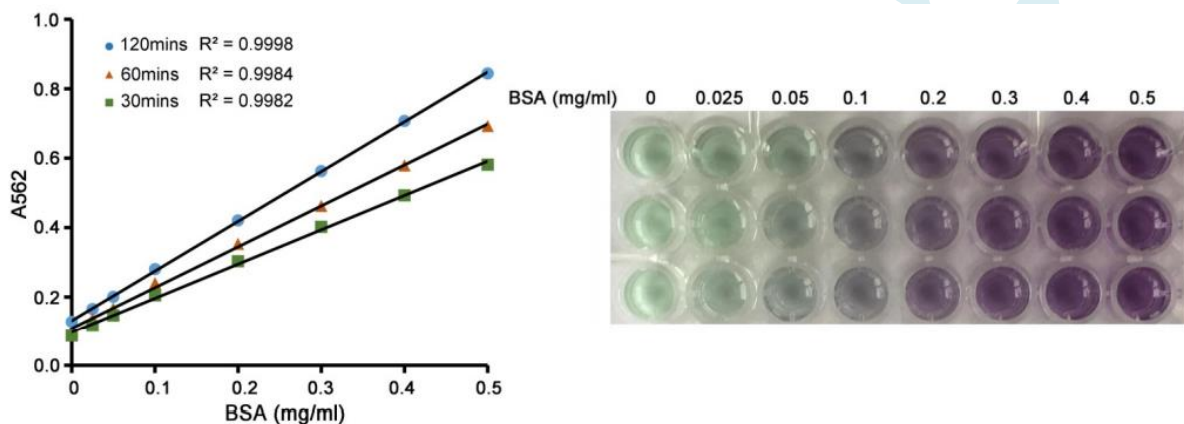 1.0
120mins R² = 0.9998
60mins R² = 0.9984
30mins R² = 0.9982
0.8
0.6
0.4
0.2
0.0
A562
0 0.1 0.2 0.3 0.4 0.5
BSA (mg/ml)
BSA (mg/ml) 0 0.025 0.05 0.1 0.2 0.3 0.4 0.5